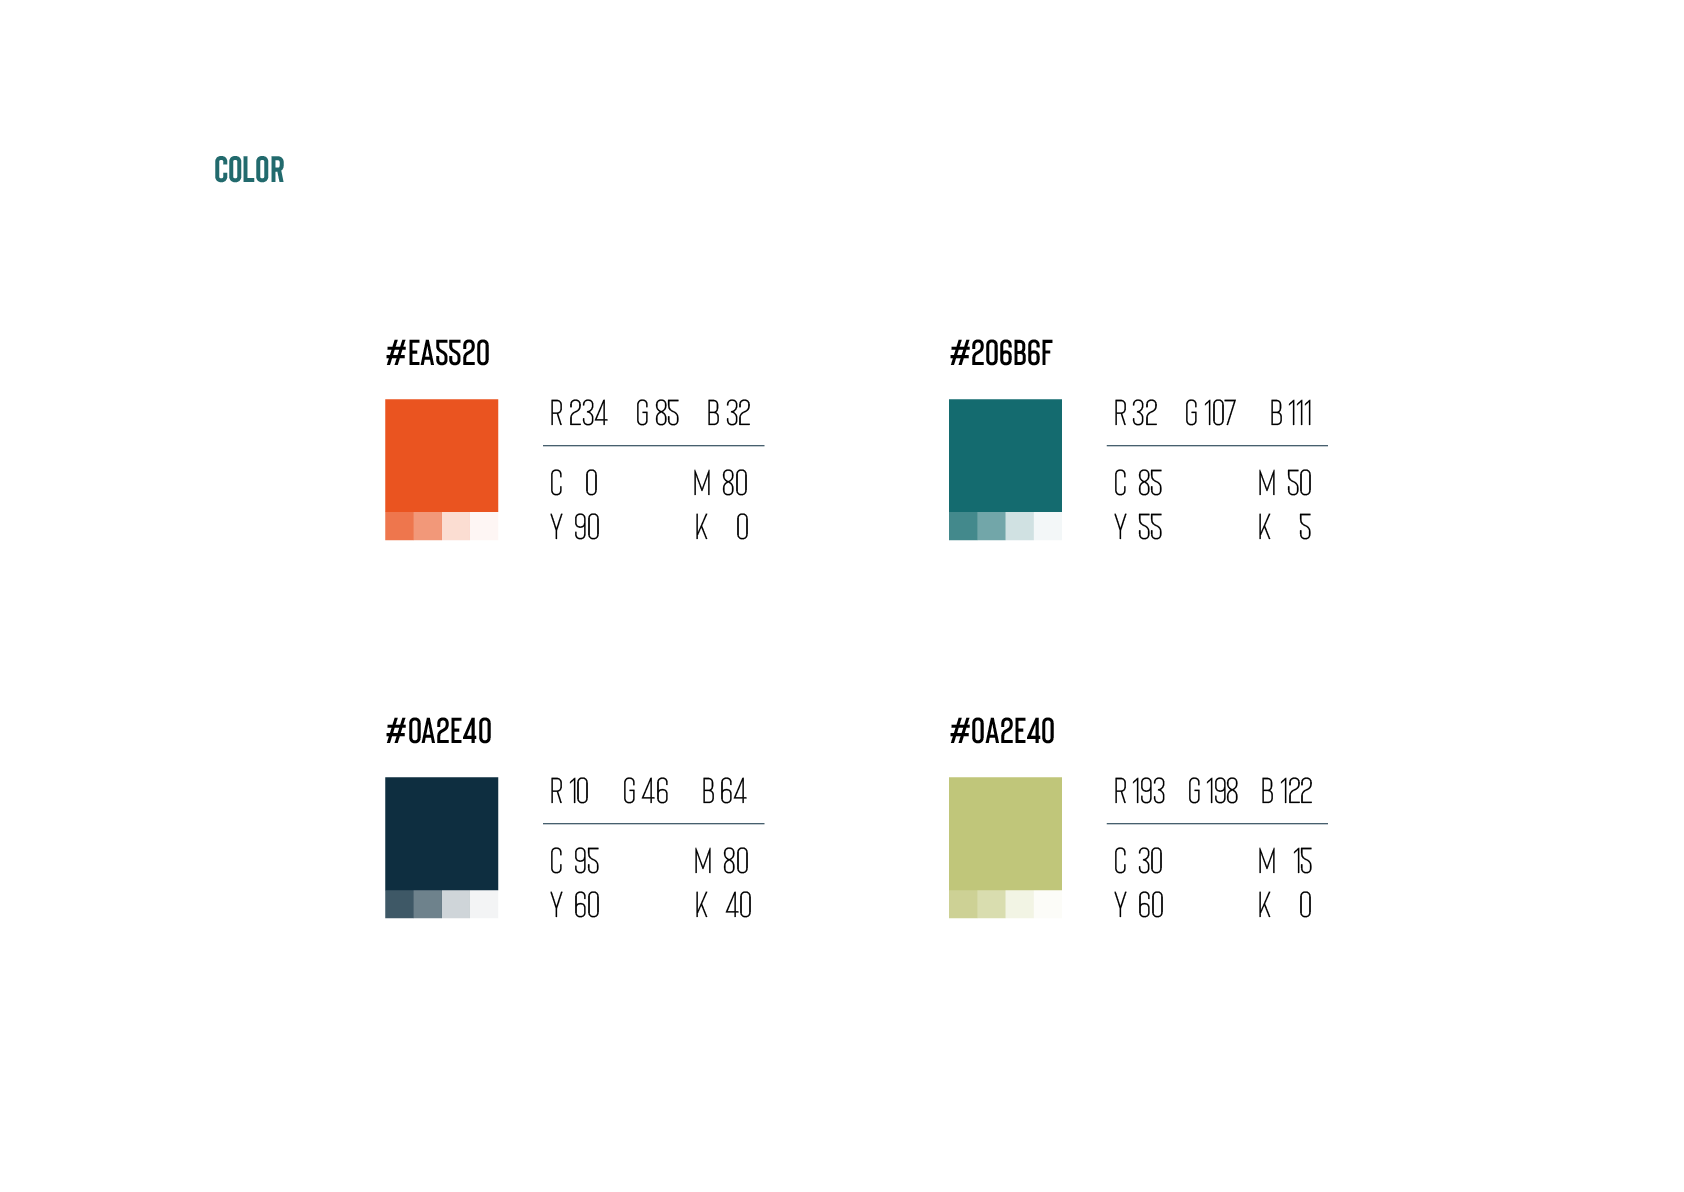 COLOR
#EA5520
R 234 G 85 B 32
C 0 M 80
Y 90 K 0
#206B6F
R 32 G 107 B 111
C 85 M 50
Y 55 K 5
#0A2E40
R 10 G 46 B 64
C 95 M 80
Y 60 K 40
#0A2E40
R 193 G 198 B 122
C 30 M 15
Y 60 K 0